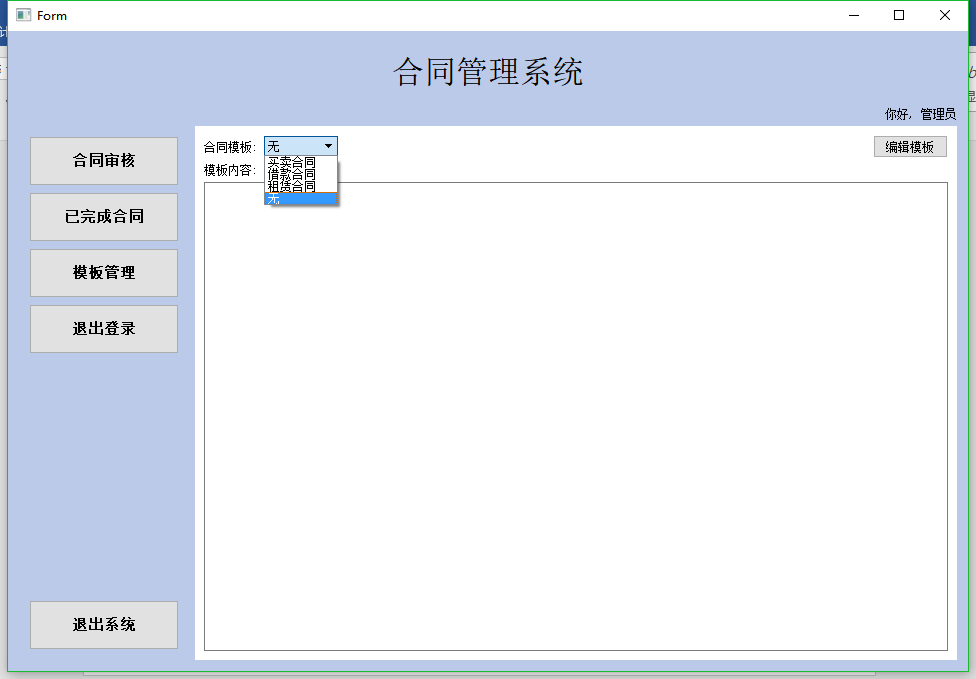 Form
合同管理系统
你好，管理员
合同审核
已完成合同
模板管理
退出登录
退出系统
合同模板： 无
编辑模板
模板内容：
买卖合同
借款合同
租赁合同
无